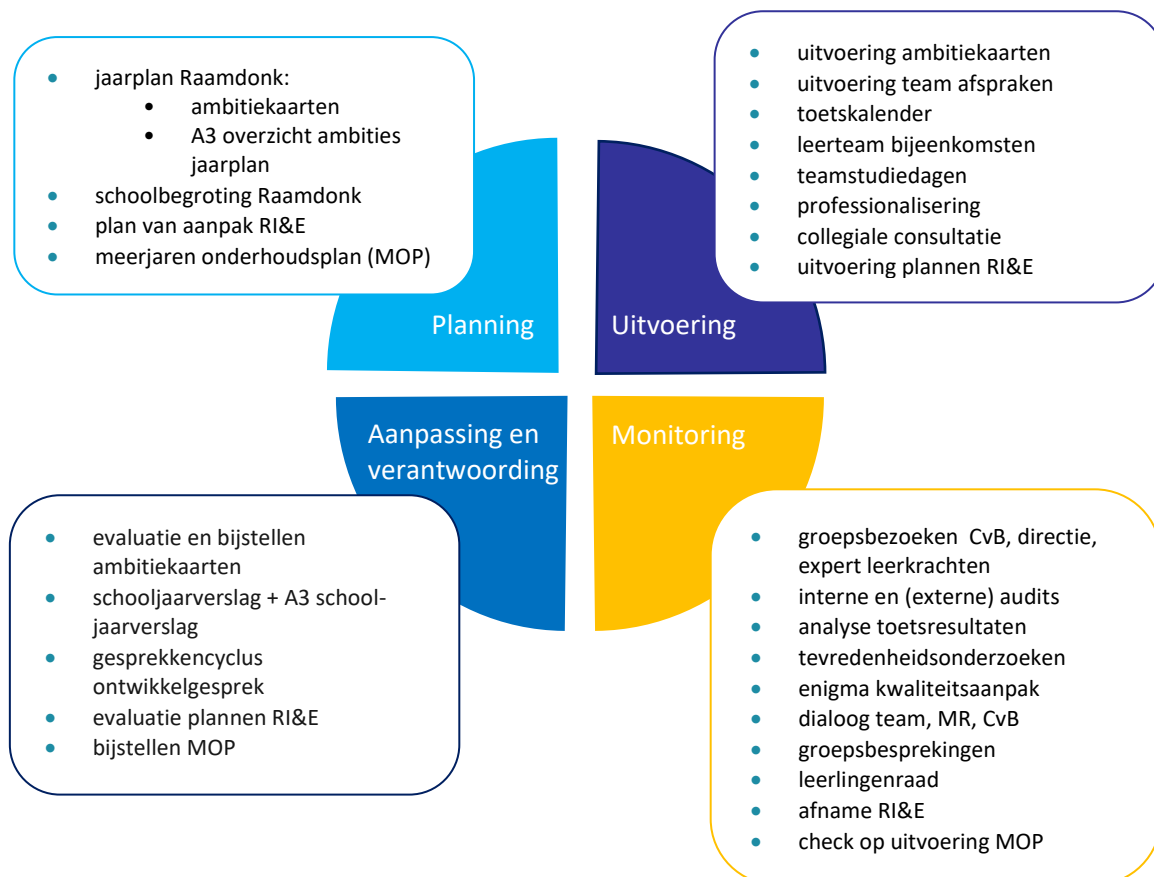 • jaarplan Raamdonk:
• ambitiekaarten
• A3 overzicht ambities
jaarplan
• schoolbegroting Raamdonk
• plan van aanpak RI&E
• meerjaren onderhoudsplan (MOP)
• uitvoering ambitiekaarten
• uitvoering team afspraken
• toetskalender
• leerteam bijeenkomsten
• teamstudiedagen
• professionalisering
• collegiale consultatie
• uitvoering plannen RI&E
Planning
Uitvoering
Aanpassing en
verantwoording
Monitoring
• evaluatie en bijstellen
ambitiekaarten
• schooljaarverslag + A3 school-
jaarverslag
• gesprekkencyclus
ontwikkelgesprek
• evaluatie plannen RI&E
• bijstellen MOP
• groepsbezoeken CvB, directie,
expert leerkrachten
• interne en (externe) audits
• analyse toetsresultaten
• tevredenheidsonderzoeken
• enigma kwaliteitsaanpak
• dialoog team, MR, CvB
• groepsbesprekingen
• leerlingenraad
• afname RI&E
• check op uitvoering MOP